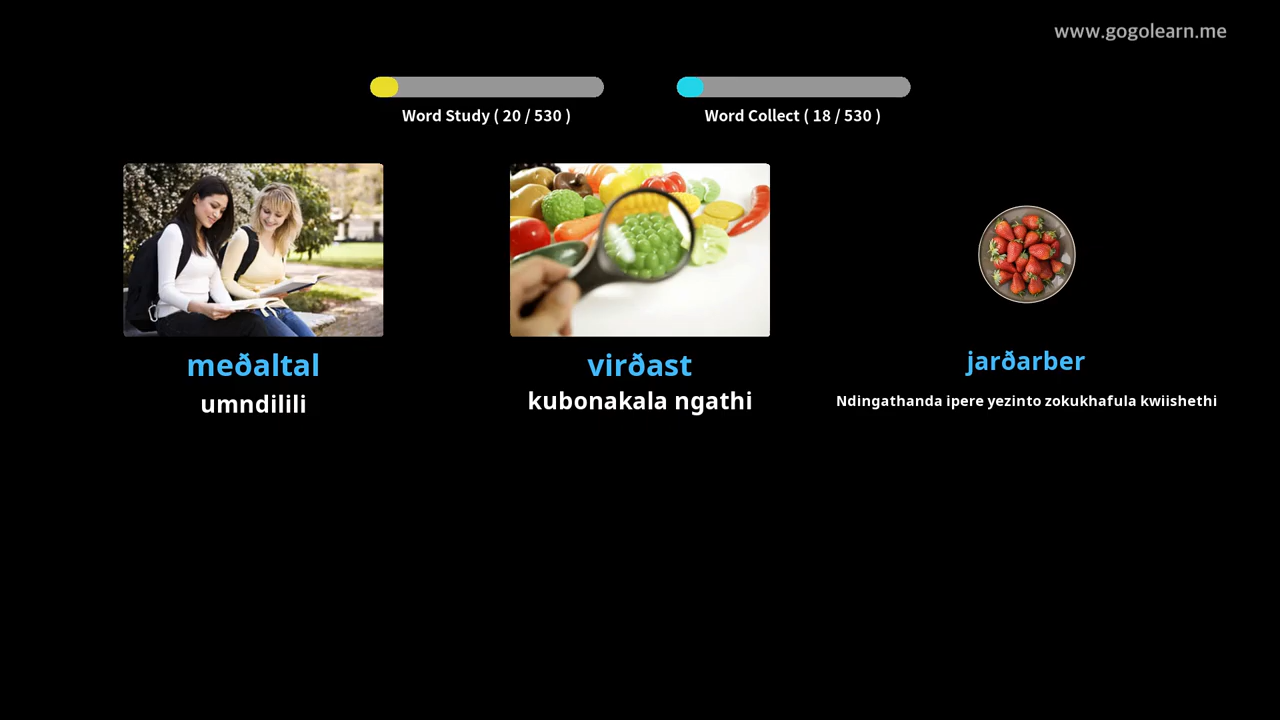 www.gogolearn.me
Word Study ( 20 / 530 )
Word Collect ( 18 / 530 )
meðaltal
umndilili
virðast
kubonakala ngathi
jarðarber
Ndingathanda ipere yezinto zokukhafula kwiishethi